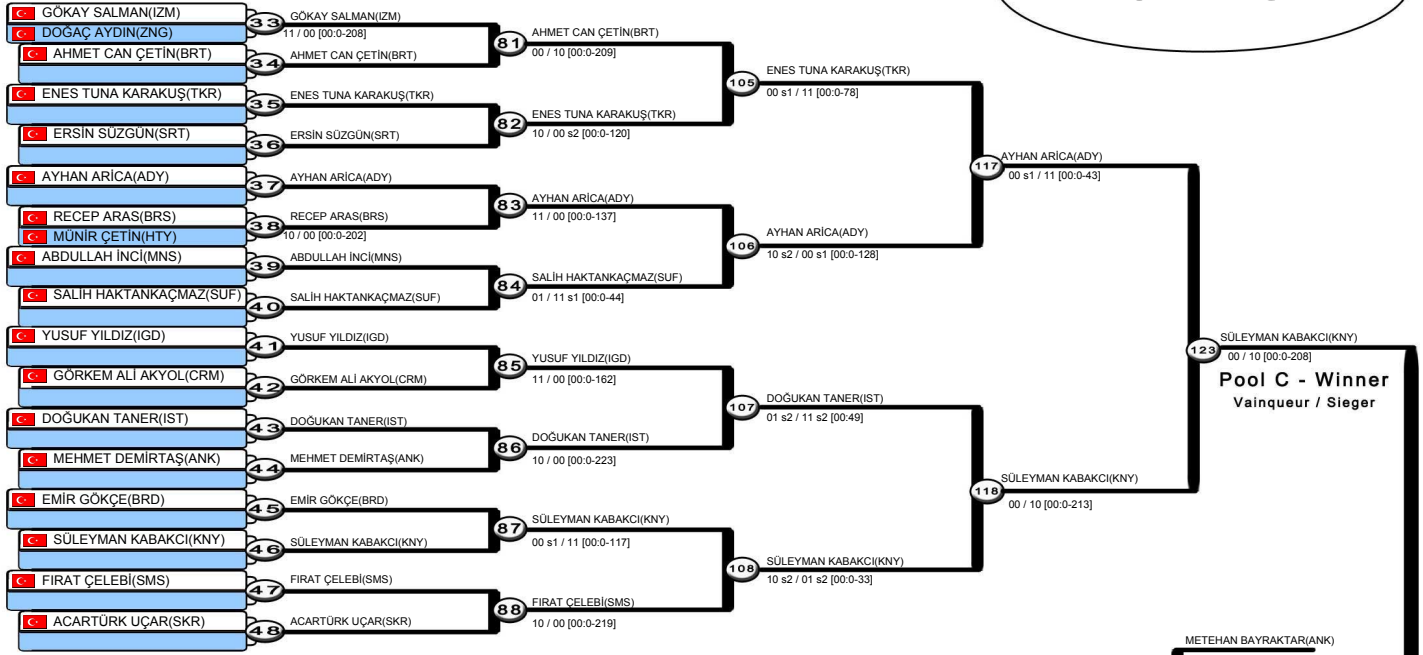 GÖKAY SALMAN(IZM)
DOĞAÇ AYDIN(ZNG)
33
GÖKAY SALMAN(IZM)
11 / 00 [00:0-208]
AHMET CAN ÇETİN(BRT)
34
AHMET CAN ÇETİN(BRT)
81
AHMET CAN ÇETİN(BRT)
00 / 10 [00:0-209]
ENES TUNA KARAKUŞ(TKR)
35
ENES TUNA KARAKUŞ(TKR)
ERSİN SÜZGÜN(SRT)
36
ERSİN SÜZGÜN(SRT)
82
ENES TUNA KARAKUŞ(TKR)
10 / 00 s2 [00:0-120]
105
ENES TUNA KARAKUŞ(TKR)
00 s1 / 11 [00:0-78]
AYHAN ARİCA(ADY)
37
AYHAN ARİCA(ADY)
RECEP ARAS(BRS)
MÜNİR ÇETİN(HTY)
38
RECEP ARAS(BRS)
10 / 00 [00:0-202]
83
AYHAN ARİCA(ADY)
11 / 00 [00:0-137]
ABDULLAH İNCİ(MNS)
39
ABDULLAH İNCİ(MNS)
SALİH HAKTANKAÇMAZ(SUF)
40
SALİH HAKTANKAÇMAZ(SUF)
84
SALİH HAKTANKAÇMAZ(SUF)
01 / 11 s1 [00:0-44]
106
AYHAN ARİCA(ADY)
10 s2 / 00 s1 [00:0-128]
117
AYHAN ARİCA(ADY)
00 s1 / 11 [00:0-43]
YUSUF YILDIZ(IGD)
41
YUSUF YILDIZ(IGD)
GÖRKEM ALİ AKYOL(CRM)
42
GÖRKEM ALİ AKYOL(CRM)
85
YUSUF YILDIZ(IGD)
11 / 00 [00:0-162]
DOĞUKAN TANER(IST)
43
DOĞUKAN TANER(IST)
MEHMET DEMİRTAŞ(ANK)
44
MEHMET DEMİRTAŞ(ANK)
86
DOĞUKAN TANER(IST)
10 / 00 [00:0-223]
107
DOĞUKAN TANER(IST)
01 s2 / 11 s2 [00:49]
EMİR GÖKÇE(BRD)
45
EMİR GÖKÇE(BRD)
SÜLEYMAN KABAKCI(KNY)
46
SÜLEYMAN KABAKCI(KNY)
87
SÜLEYMAN KABAKCI(KNY)
00 s1 / 11 [00:0-117]
FIRAT ÇELEBİ(SMS)
47
FIRAT ÇELEBİ(SMS)
ACARTÜRK UÇAR(SKR)
48
ACARTÜRK UÇAR(SKR)
88
FIRAT ÇELEBİ(SMS)
10 / 00 [00:0-219]
108
SÜLEYMAN KABAKCI(KNY)
10 s2 / 01 s2 [00:0-33]
118
SÜLEYMAN KABAKCI(KNY)
00 / 10 [00:0-213]
123
SÜLEYMAN KABAKCI(KNY)
00 / 10 [00:0-208]
Pool C - Winner
Vainqueur / Sieger
METEHAN BAYRAKTAR(ANK)